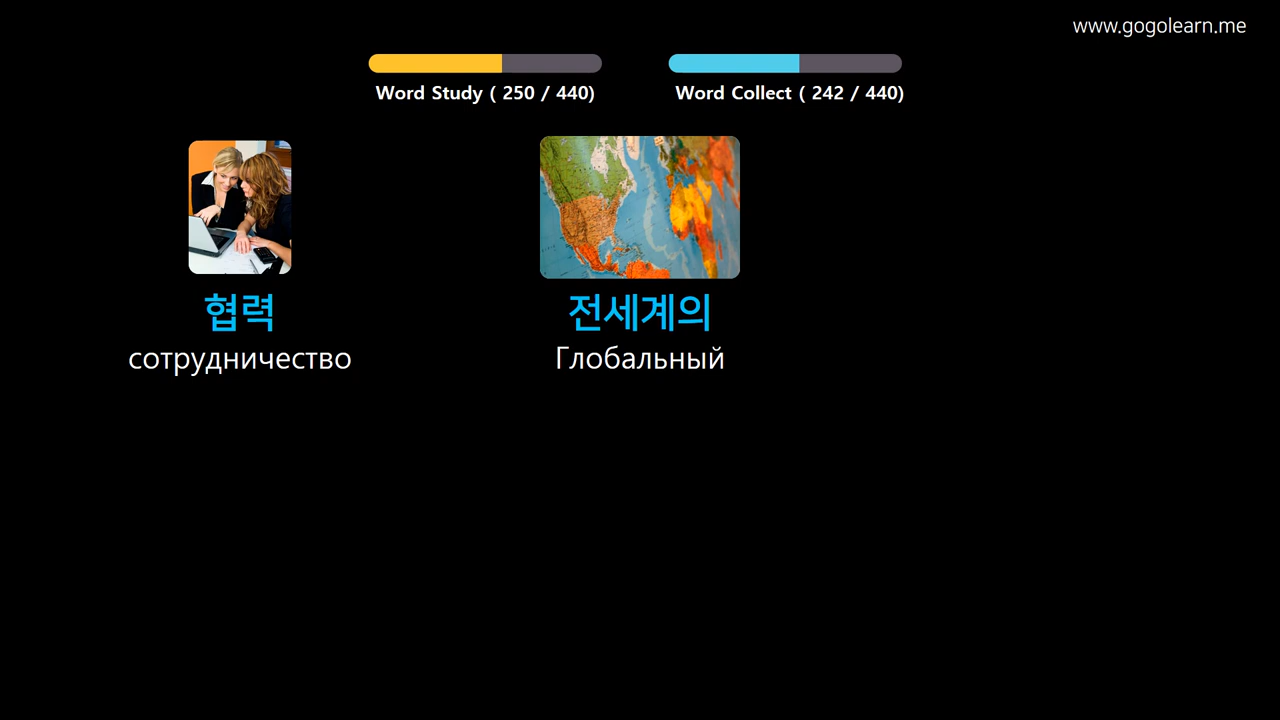 www.gogolearn.me
Word Study ( 250 / 440)
Word Collect ( 242 / 440)
협력
сотрудничество
전세계의
Глобальный